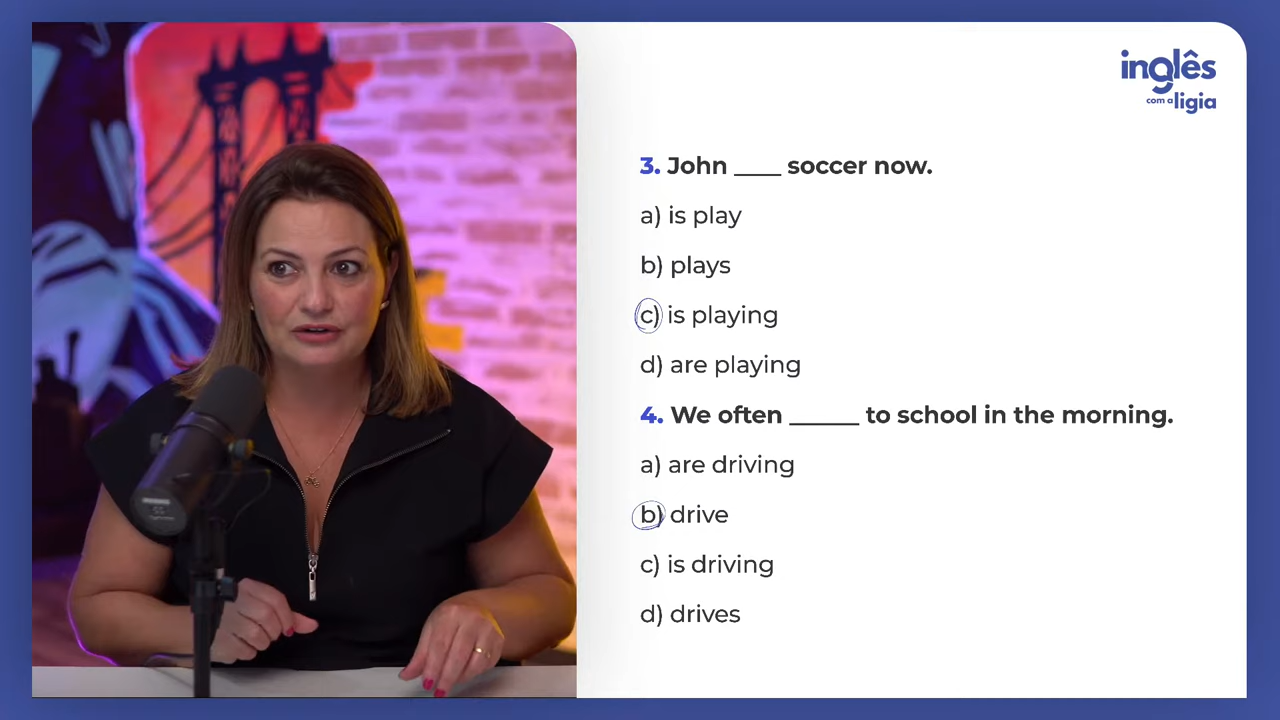 inglês
com a ligia
3. John ____ soccer now.
a) is play
b) plays
c) is playing
d) are playing
4. We often ______ to school in the morning.
a) are driving
b) drive
c) is driving
d) drives